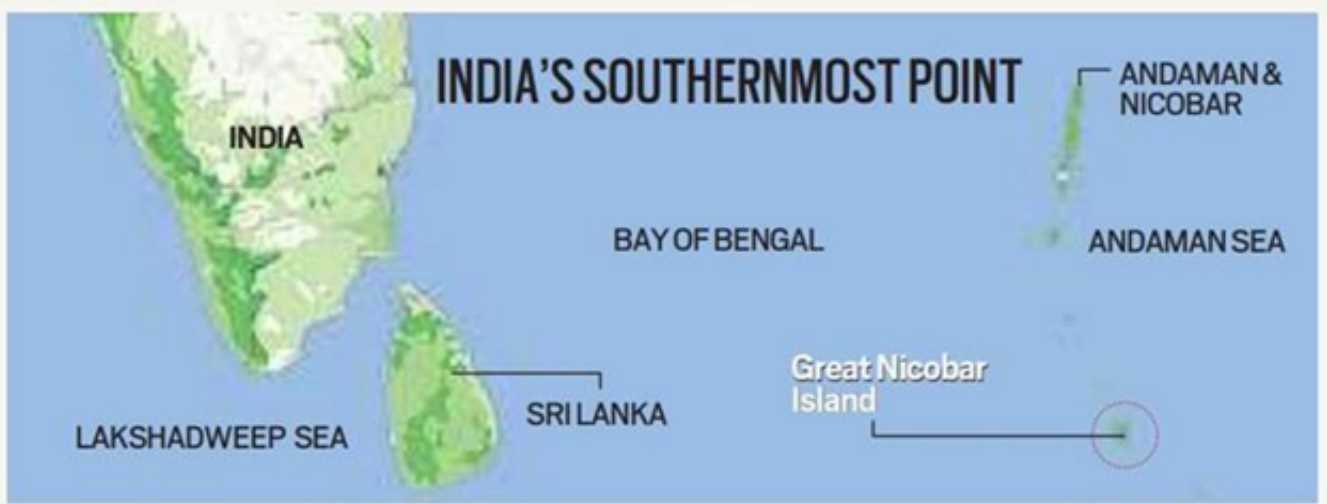 INDIA'S SOUTHERNMOST POINT
ANDAMAN &
NICOBAR
INDIA
BAY OF BENGAL
ANDAMAN SEA
Great Nicobar
Island
SRI LANKA
LAKSHADWEEP SEA